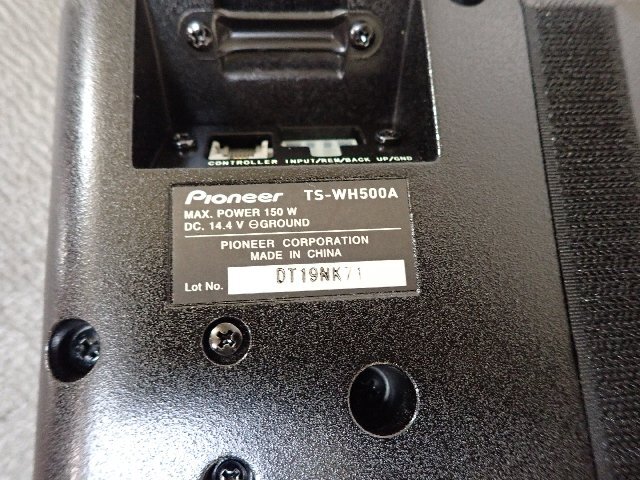 CONTROLLER INPUT/REM/BACK UP/GND
Pioneer TS-WH500A
MAX. POWER 150 W
DC. 14.4 V ⊖GROUND
PIONEER CORPORATION
MADE IN CHINA
Lot No. DT19NK71